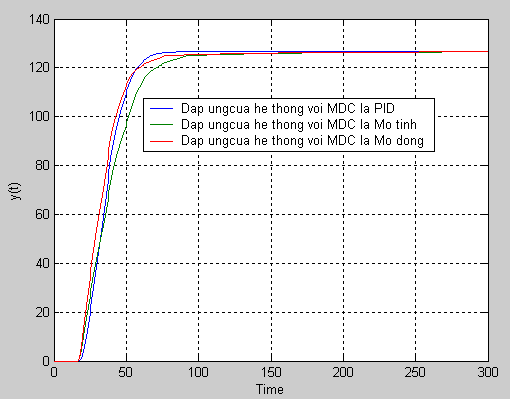 140
120
100
80
60
40
20
0
y(t)
Dap ungcua he thong voi MDC la PID
Dap ungcua he thong voi MDC la Mo tinh
Dap ungcua he thong voi MDC la Mo dong
0 50 100 150 200 250 300
Time